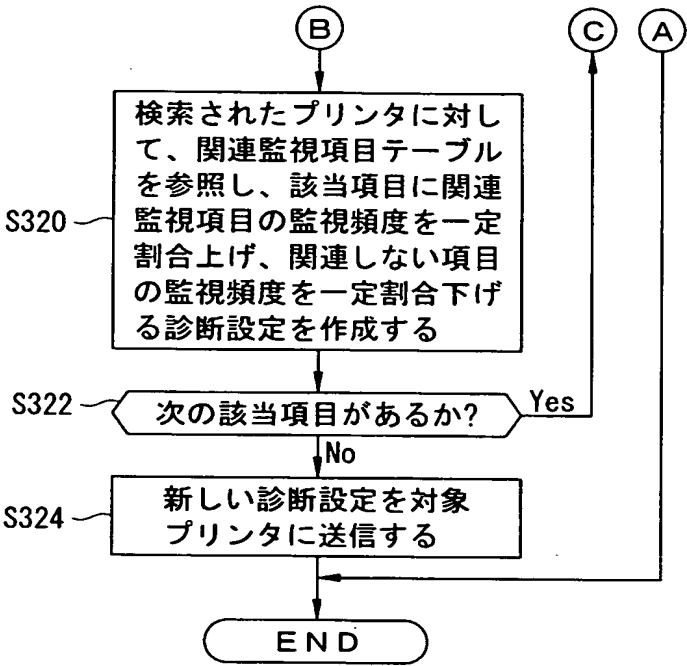 B
C
A
S320
検索されたプリンタに対し
て、関連監視項目テーブル
を参照し、該当項目に関連
監視項目の監視頻度を一定
割合上げ、関連しない項目
の監視頻度を一定割合下げ
る診断設定を作成する
S322
次の該当項目があるか?
Yes
No
S324
新しい診断設定を対象
プリンタに送信する
END